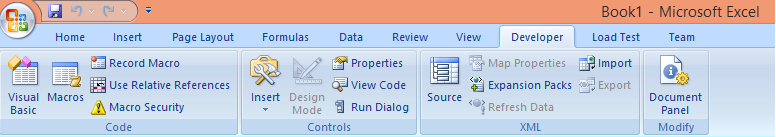 Book1 - Microsoft Excel
Home Insert Page Layout Formulas Data Review View Developer Load Test Team
Visual Basic
Macros
Record Macro
Use Relative References
Macro Security
Code
Insert
Design Mode
Properties
View Code
Run Dialog
Controls
Source
Map Properties
Expansion Packs
Refresh Data
Import
Export
XML
Document Panel
Modify